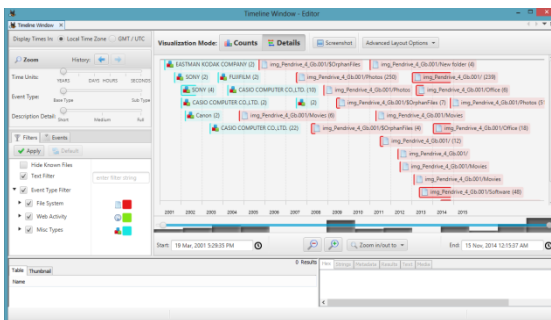 Timeline Window - Editor
Timeline Window
Display Times In: Local Time Zone GMT / UTC
Visualization Mode: Counts Details Screenshot Advanced Layout Options
Zoom History:
Time Units:
YEARS DAYS HOURS SECONDS
Event Type:
Base Type Sub Type
Description Detail:
Short Medium Full
Filters Events
Apply Default
Hide Known Files
Text Filter enter filter string
Event Type Filter
File System
Web Activity
Misc Types
EASTMAN KODAK COMPANY (2) img_Pendrive_4_Gb.001/$OrphanFiles img_Pendrive_4_Gb.001/New folder (4)
SONY (2) FUJIFILM (2) img_Pendrive_4_Gb.001/Photos (250) img_Pendrive_4_Gb.001/ (239)
SONY (4) CASIO COMPUTER CO.,LTD. (10) img_Pendrive_4_Gb.001/Photos img_Pendrive_4_Gb.001/Office (6)
CASIO COMPUTER CO.,LTD. (2) (2) img_Pendrive_4_Gb.001/$OrphanFiles (7) img_Pendrive_4_Gb.001/Photos
Canon (2) img_Pendrive_4_Gb.001/Movies (6) img_Pendrive_4_Gb.001/Movies
CASIO COMPUTER CO.,LTD. (22) img_Pendrive_4_Gb.001/$OrphanFiles (4) img_Pendrive_4_Gb.001/Office (18)
img_Pendrive_4_Gb.001/ (12)
img_Pendrive_4_Gb.001/
img_Pendrive_4_Gb.001/Movies
img_Pendrive_4_Gb.001/Movies
img_Pendrive_4_Gb.001/Software (48)
2001 2002 2003 2004 2005 2006 2007 2008 2009 2010 2011 2012 2013 2014 2015
Start: 19 Mar, 2001 9:29:33 PM Zoom in/out to End: 15 Nov, 2014 12:15:37 AM
Table Thumbnail 0 Results Hex Strings Metadata Results Text Media
Name